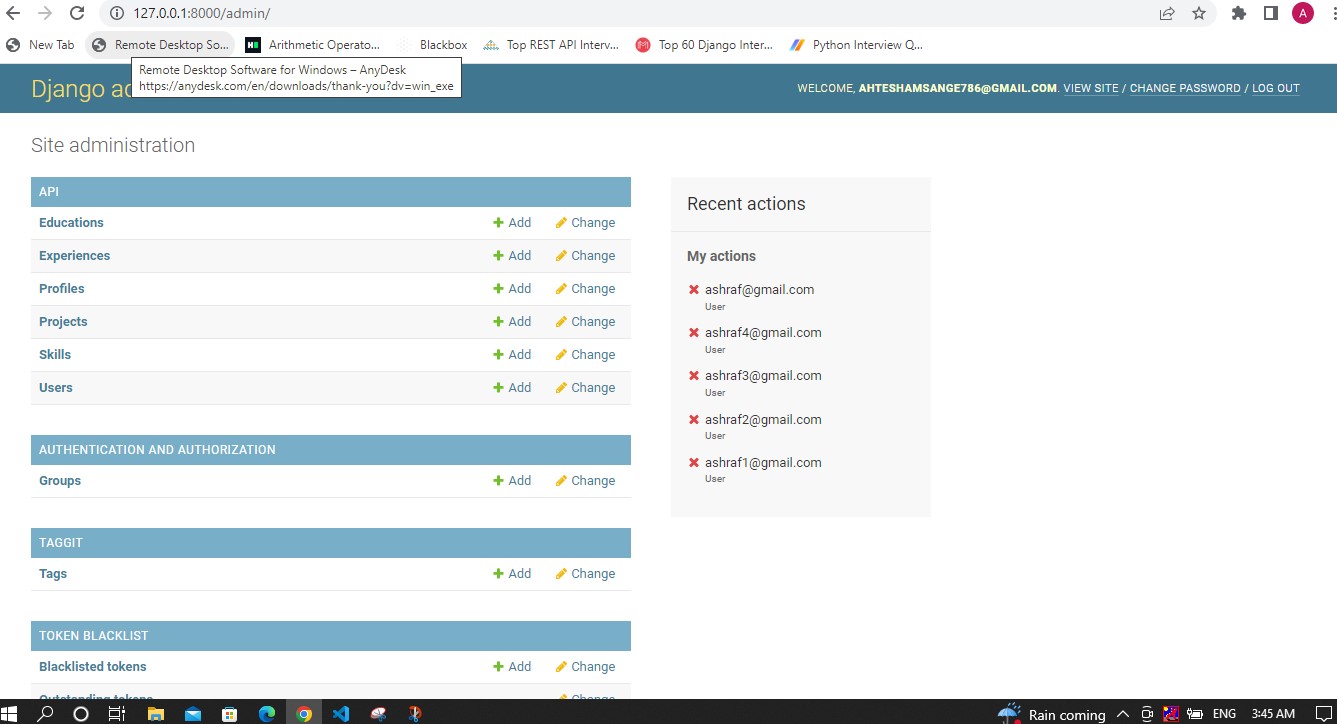 127.0.0.1:8000/admin/
A
New Tab
Remote Desktop So...
Arithmetic Operato...
Blackbox
Top REST API Interv...
Top 60 Django Inter...
Python Interview Q...
Remote Desktop Software for Windows – AnyDesk
https://anydesk.com/en/downloads/thank-you?dv=win_exe
Django ad
WELCOME, AHTESHAMSANGE786@GMAIL.COM. VIEW SITE / CHANGE PASSWORD / LOG OUT
Site administration
API
Educations Add Change
Experiences Add Change
Profiles Add Change
Projects Add Change
Skills Add Change
Users Add Change
AUTHENTICATION AND AUTHORIZATION
Groups Add Change
TAGGIT
Tags Add Change
TOKEN BLACKLIST
Blacklisted tokens Add Change
Outstanding tokens Change
Recent actions
My actions
ashraf@gmail.com
User
ashraf4@gmail.com
User
ashraf3@gmail.com
User
ashraf2@gmail.com
User
ashraf1@gmail.com
User
Rain coming
ENG
3:45 AM